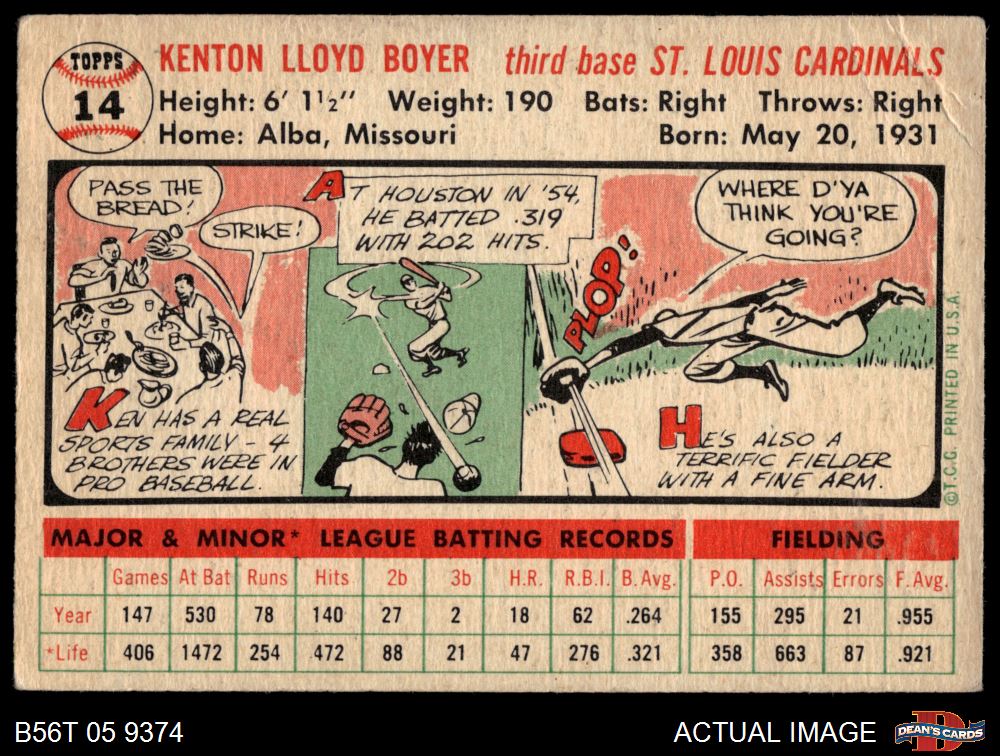 TOPPS
14
KENTON LLOYD BOYER third base ST. LOUIS CARDINALS
Height: 6' 1 1/2" Weight: 190 Bats: Right Throws: Right
Home: Alba, Missouri Born: May 20, 1931
PASS THE
BREAD!
STRIKE!
KEN HAS A REAL
SPORTS FAMILY - 4
BROTHERS WERE IN
PRO BASEBALL.
AT HOUSTON IN '54,
HE BATTED .319
WITH 202 HITS.
WHERE D'YA
THINK YOU'RE
GOING?
PLOP!
HE'S ALSO A
TERRIFIC FIELDER
WITH A FINE ARM.
©T.C.G. PRINTED IN U.S.A.
MAJOR & MINOR* LEAGUE BATTING RECORDS FIELDING
Games At Bat Runs Hits 2b 3b H.R. R.B.I. B. Avg. P.O. Assists Errors F. Avg.
Year 147 530 78 140 27 2 18 62 .264 155 295 21 .955
*Life 406 1472 254 472 88 21 47 276 .321 358 663 87 .921
B56T 05 9374 ACTUAL IMAGE DEAN'S CARDS